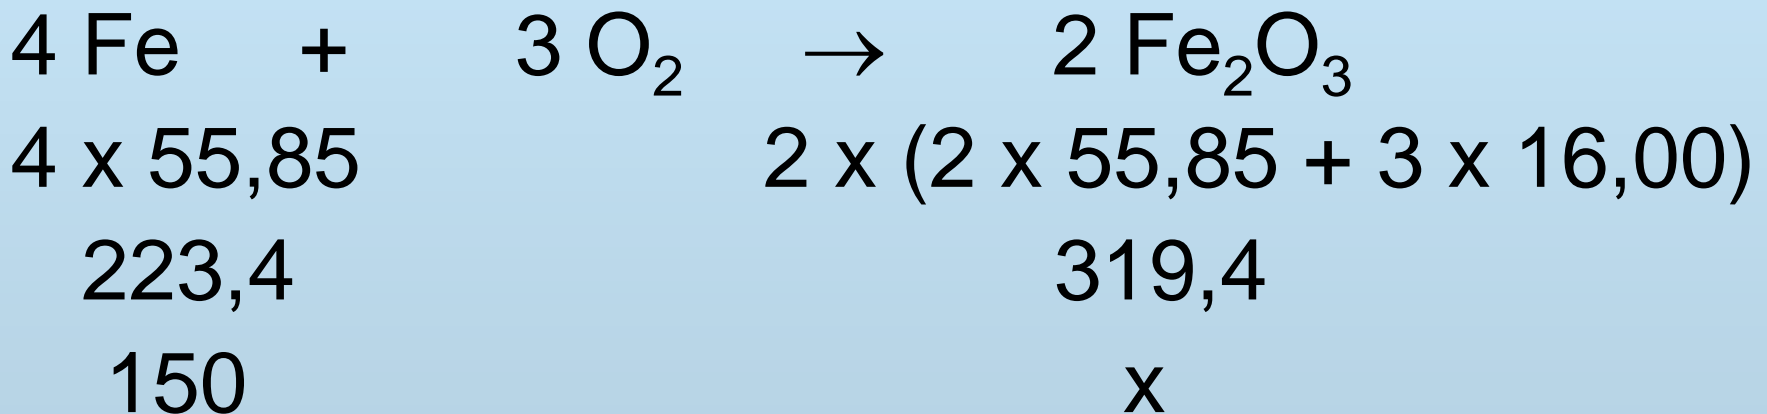 4 Fe + 3 O₂ → 2 Fe₂O₃
4 x 55,85 2 x (2 x 55,85 + 3 x 16,00)
223,4 319,4
150 x